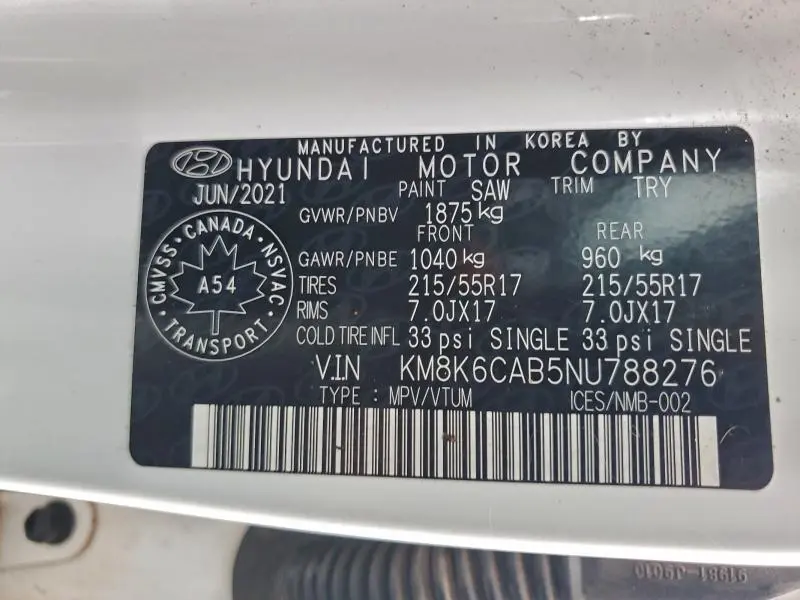 MANUFACTURED IN KOREA BY
HYUNDAI MOTOR COMPANY
JUN/2021 PAINT SAW TRIM TRY
GVWR/PNBV 1875 kg
FRONT REAR
GAWR/PNBE 1040 kg 960 kg
TIRES 215/55R17 215/55R17
RIMS 7.0JX17 7.0JX17
COLD TIRE INFL 33 psi SINGLE 33 psi SINGLE
V.I.N KM8K6CAB5NU788276
TYPE : MPV/VTUM ICES/NMB-002
CMVSS · CANADA · NSVAC · TRANSPORT ·
A54